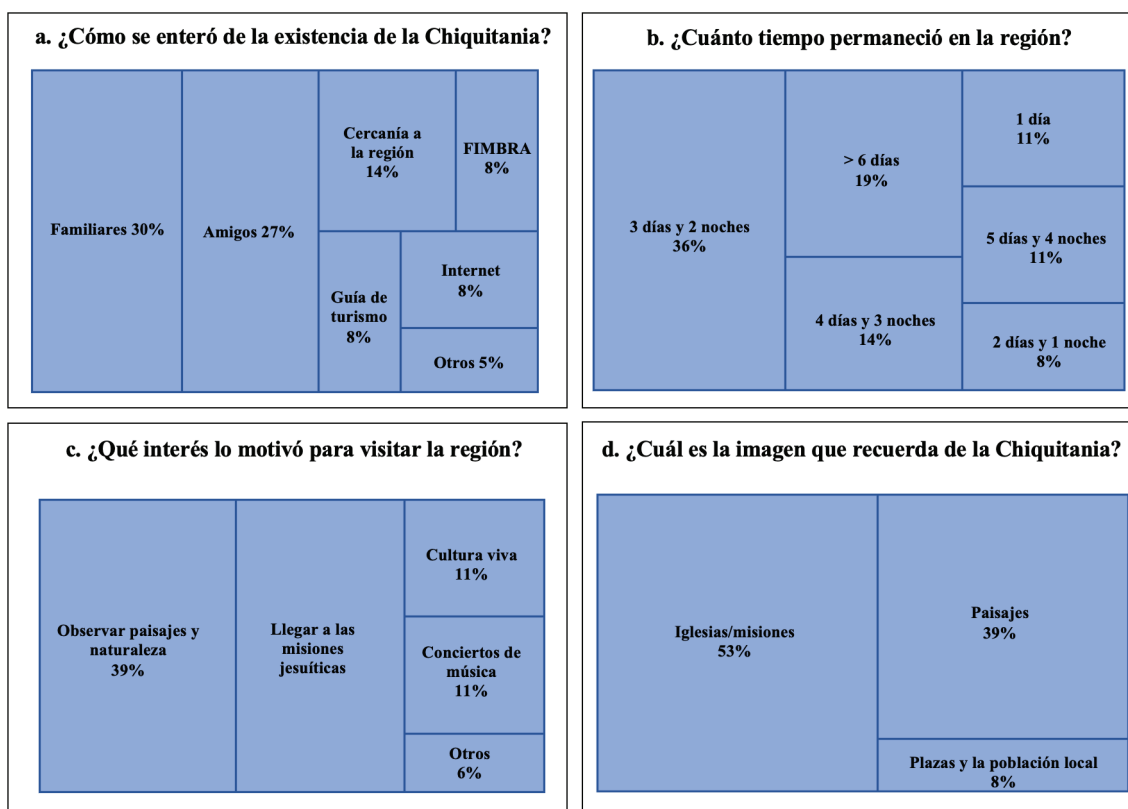 a. ¿Cómo se enteró de la existencia de la Chiquitania?
Familiares 30%
Amigos 27%
Cercanía a
la región
14%
FIMBRA
8%
Guía de
turismo
8%
Internet
8%
Otros 5%
b. ¿Cuánto tiempo permaneció en la región?
3 días y 2 noches
36%
> 6 días
19%
4 días y 3 noches
14%
1 día
11%
5 días y 4 noches
11%
2 días y 1 noche
8%
c. ¿Qué interés lo motivó para visitar la región?
Observar paisajes y
naturaleza
39%
Llegar a las
misiones
jesuíticas
Cultura viva
11%
Conciertos de
música
11%
Otros
6%
d. ¿Cuál es la imagen que recuerda de la Chiquitania?
Iglesias/misiones
53%
Paisajes
39%
Plazas y la población local
8%